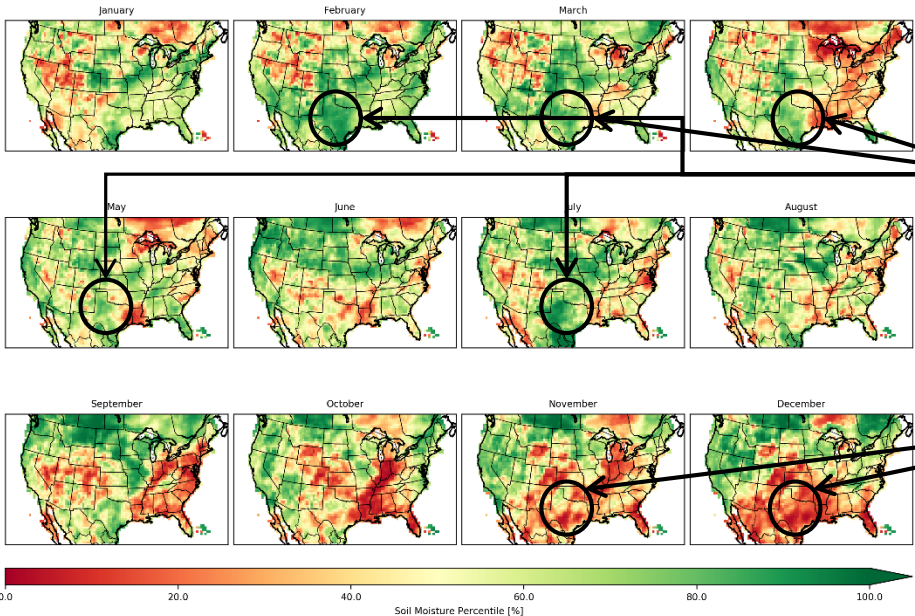 January February March
May June July August
September October November December
0.0 20.0 40.0 60.0 80.0 100.0
Soil Moisture Percentile [%]